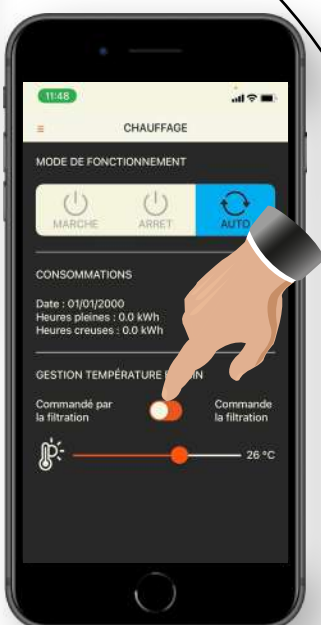 11:48
CHAUFFAGE
MODE DE FONCTIONNEMENT
MARCHE ARRET AUTO
CONSOMMATIONS
Date : 01/01/2000
Heures pleines : 0.0 kWh
Heures creuses : 0.0 kWh
GESTION TEMPÉRATURE
Commandé par
la filtration
Commande
la filtration
26 °C